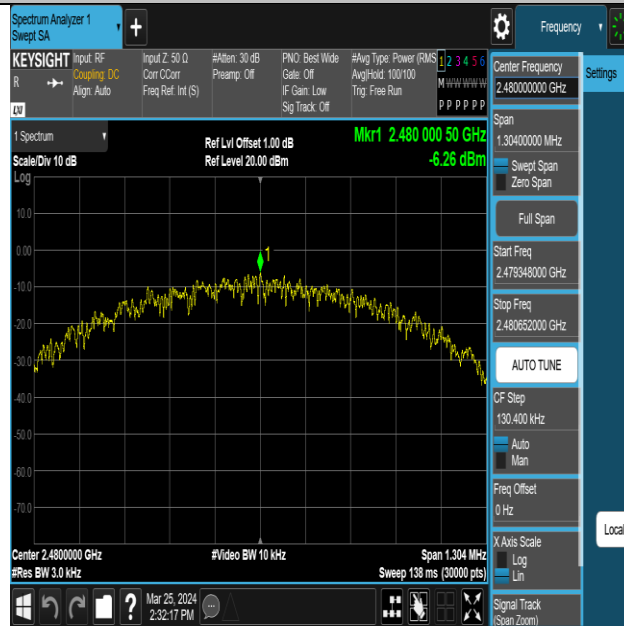 Spectrum Analyzer 1
Swept SA
Frequency
KEYSIGHT
R
LXI
Input: RF
Coupling: DC
Align: Auto
Input Z: 50 Ω
Corr CCorr
Freq Ref: Int (S)
#Atten: 30 dB
Preamp: Off
PNO: Best Wide
Gate: Off
IF Gain: Low
Sig Track: Off
#Avg Type: Power (RMS
Avg|Hold: 100/100
Trig: Free Run
1 2 3 4 5 6
M W W W W W
P P P P P P
1 Spectrum
Scale/Div 10 dB
Log
Ref Lvl Offset 1.00 dB
Ref Level 20.00 dBm
Mkr1 2.480 000 50 GHz
-6.26 dBm
1
10.0
0.00
-10.0
-20.0
-30.0
-40.0
-50.0
-60.0
-70.0
Center 2.4800000 GHz
#Res BW 3.0 kHz
#Video BW 10 kHz
Span 1.304 MHz
Sweep 138 ms (30000 pts)
Mar 25, 2024
2:32:17 PM
?
Center Frequency
2.480000000 GHz
Settings
Span
1.30400000 MHz
Swept Span
Zero Span
Full Span
Start Freq
2.479348000 GHz
Stop Freq
2.480652000 GHz
AUTO TUNE
CF Step
130.400 kHz
Auto
Man
Freq Offset
0 Hz
X Axis Scale
Log
Lin
Local
Signal Track
(Span Zoom)